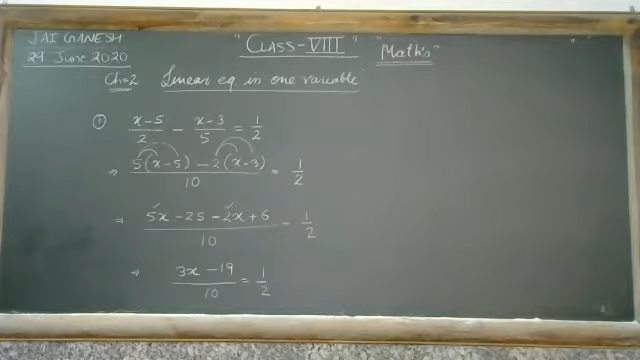 JAI GANESH
29 June 2020
"CLASS-VIII" "Maths"
Ch=2 Linear eq in one variable
① (x-5)/2 - (x-3)/5 = 1/2
⇒ (5(x-5) - 2(x-3))/10 = 1/2
⇒ (5x - 25 - 2x + 6)/10 = 1/2
⇒ (3x - 19)/10 = 1/2